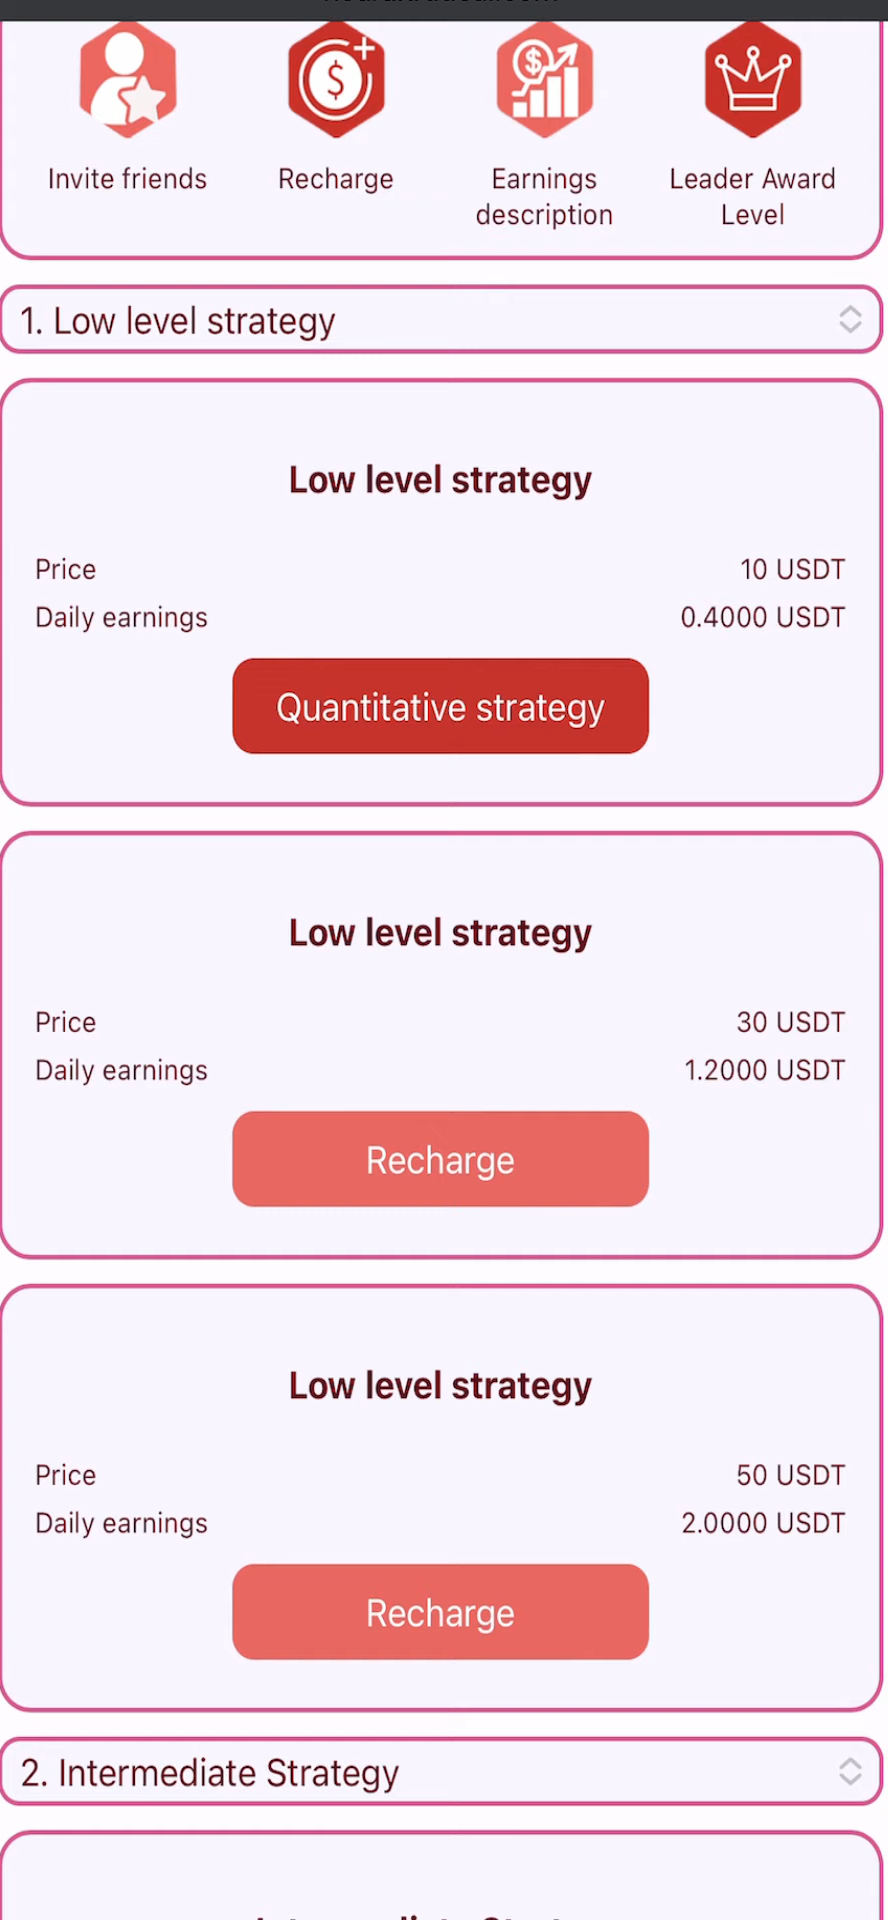 Invite friends
Recharge
Earnings
description
Leader Award
Level
1. Low level strategy
Low level strategy
Price
10 USDT
Daily earnings
0.4000 USDT
Quantitative strategy
Low level strategy
Price
30 USDT
Daily earnings
1.2000 USDT
Recharge
Low level strategy
Price
50 USDT
Daily earnings
2.0000 USDT
Recharge
2. Intermediate Strategy